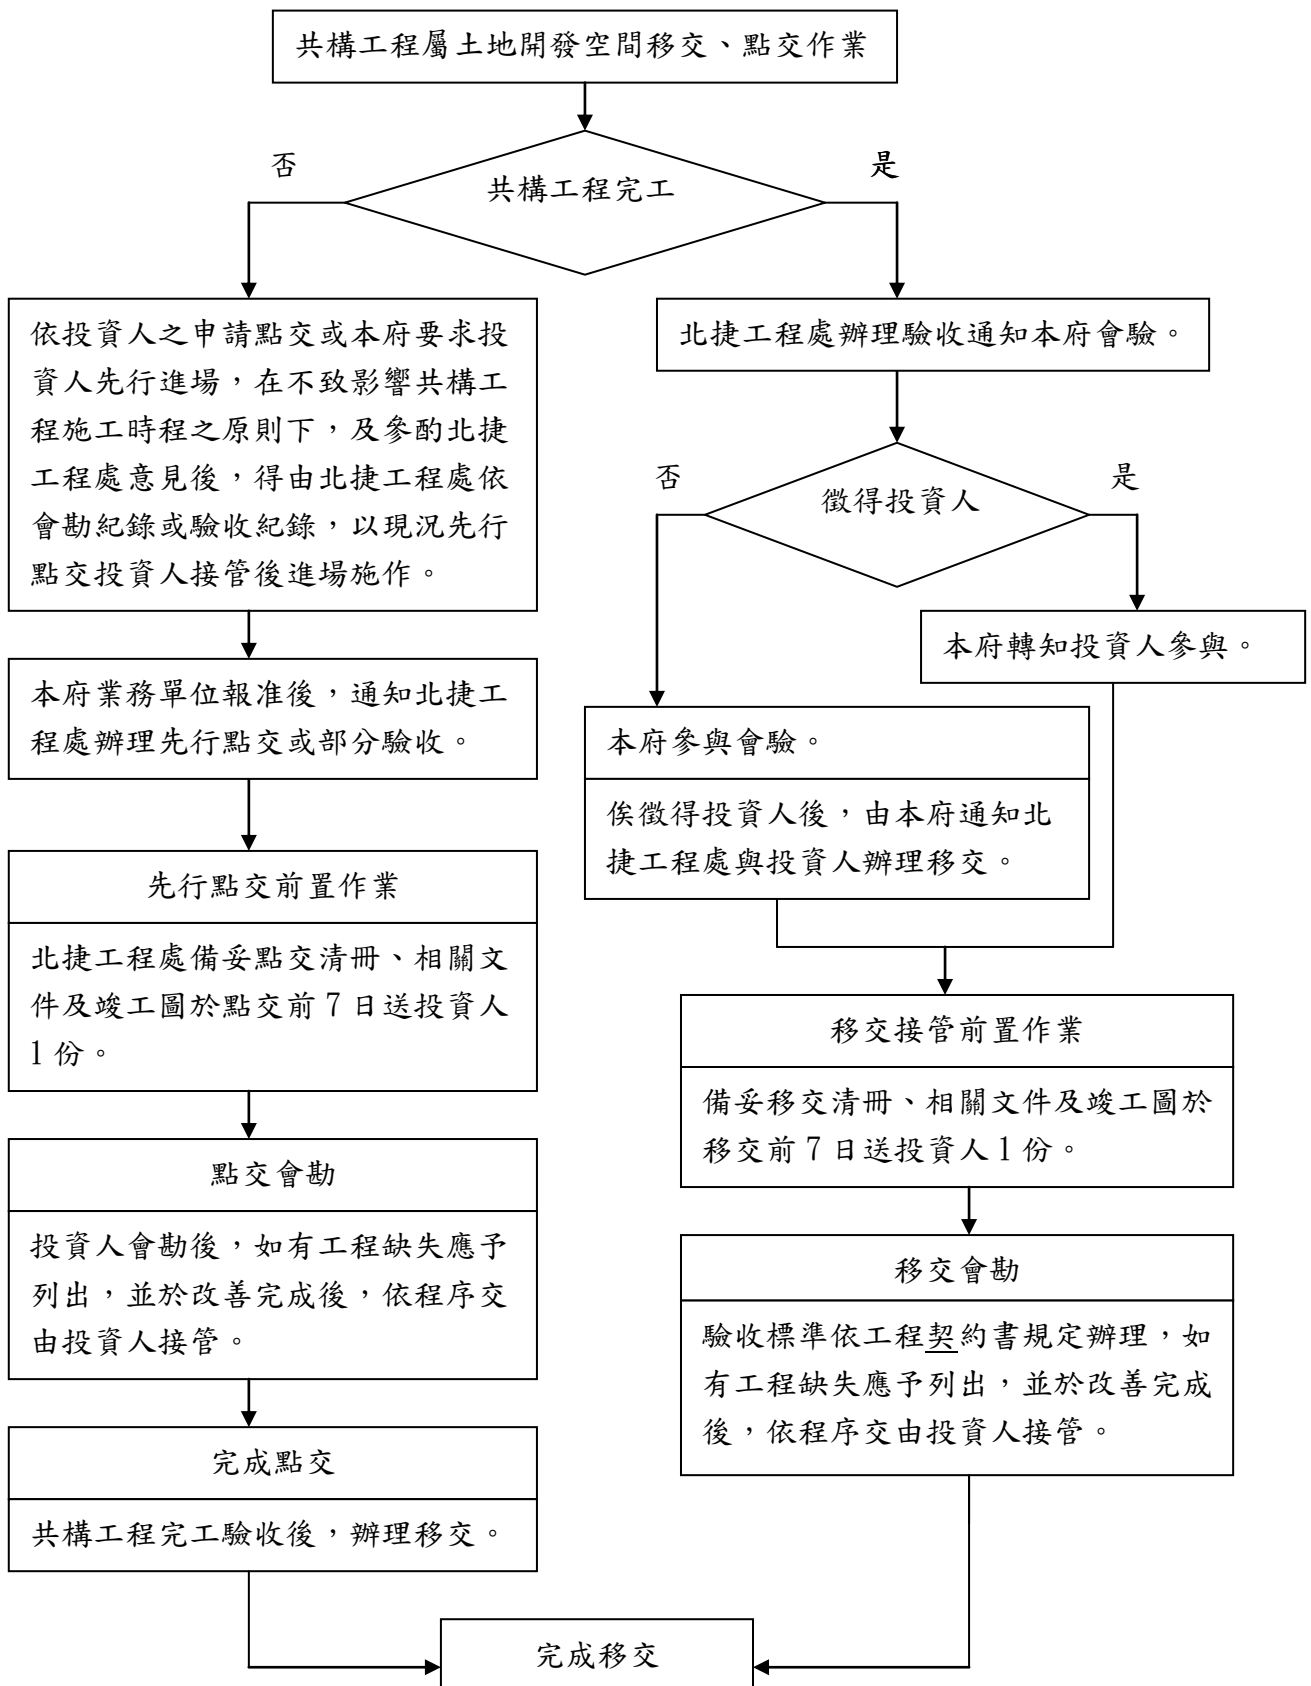 共構工程屬土地開發空間移交、點交作業
否
是
共構工程完工
依投資人之申請點交或本府要求投
資人先行進場，在不致影響共構工
程施工時程之原則下，及參酌北捷
工程處意見後，得由北捷工程處依
會勘紀錄或驗收紀錄，以現況先行
點交投資人接管後進場施作。
本府業務單位報准後，通知北捷工
程處辦理先行點交或部分驗收。
先行點交前置作業
北捷工程處備妥點交清冊、相關文
件及竣工圖於點交前7日送投資人
1份。
點交會勘
投資人會勘後，如有工程缺失應予
列出，並於改善完成後，依程序交
由投資人接管。
完成點交
共構工程完工驗收後，辦理移交。
北捷工程處辦理驗收通知本府會驗。
否
是
徵得投資人
本府轉知投資人參與。
本府參與會驗。
俟徵得投資人後，由本府通知北
捷工程處與投資人辦理移交。
移交接管前置作業
備妥移交清冊、相關文件及竣工圖於
移交前7日送投資人1份。
移交會勘
驗收標準依工程契約書規定辦理，如
有工程缺失應予列出，並於改善完成
後，依程序交由投資人接管。
完成移交